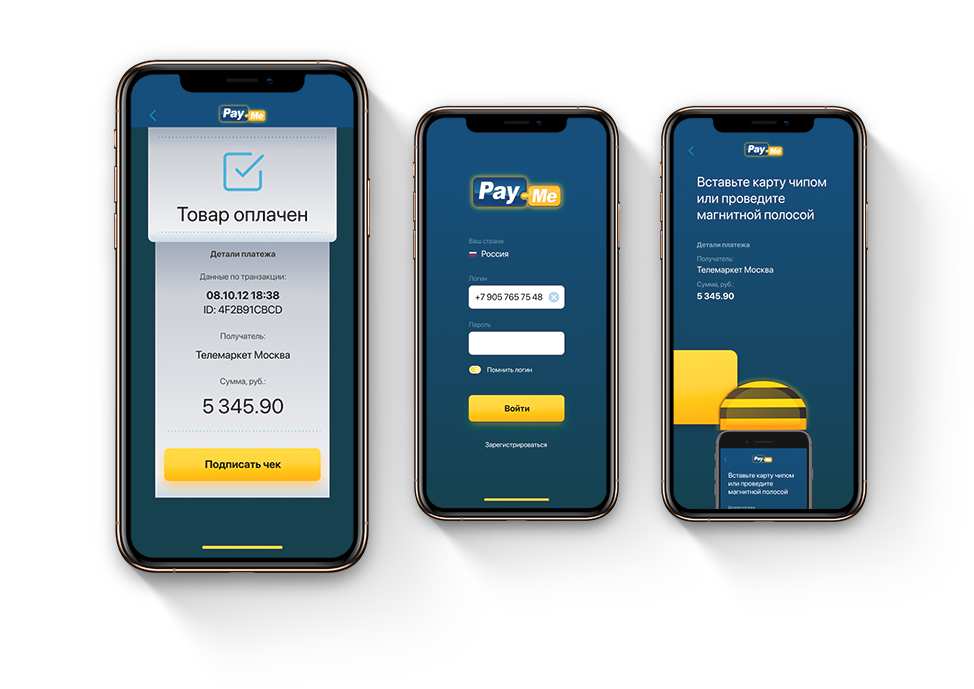 Pay-Me
Товар оплачен
Детали платежа
Данные по транзакции:
08.10.12 18:38
ID: 4F2B91CBCD
Получатель:
Телемаркет Москва
Сумма, руб.:
5 345.90
Подписать чек
Pay-Me
Ваш страна
Россия
Логин
+7 905 765 75 48
Пароль
Помнить логин
Войти
Зарегистрироваться
Pay-Me
Вставьте карту чипом
или проведите
магнитной полосой
Детали платежа
Получатель:
Телемаркет Москва
Сумма, руб.:
5 345.90
Pay-Me
Вставьте карту чипом
или проведите
магнитной полосой